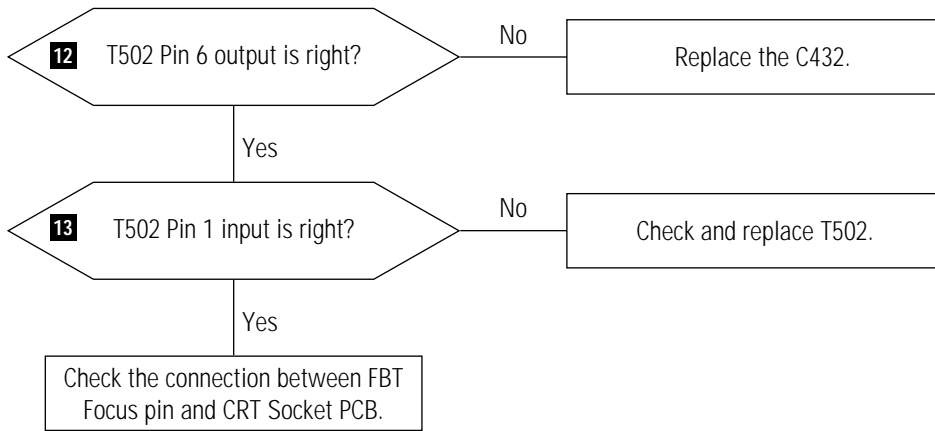 12 T502 Pin 6 output is right?
No
Replace the C432.
Yes
13 T502 Pin 1 input is right?
No
Check and replace T502.
Yes
Check the connection between FBT
Focus pin and CRT Socket PCB.